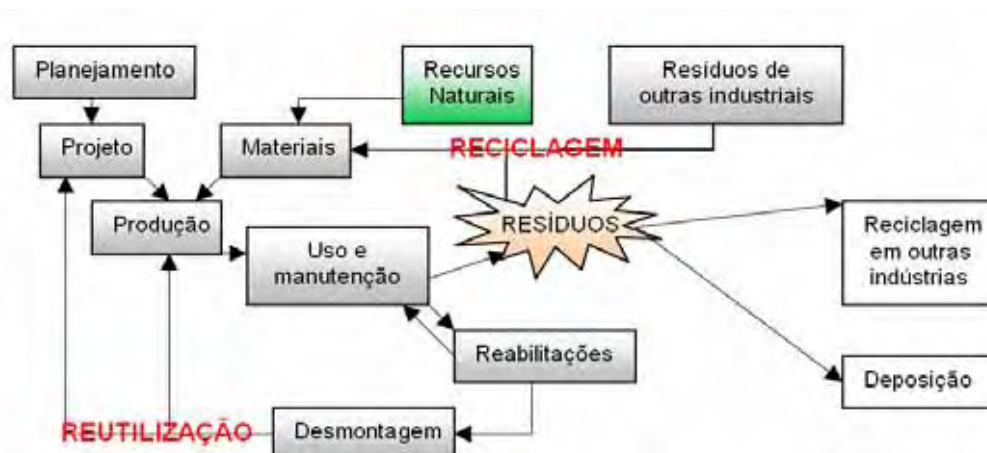 Planejamento
Recursos
Naturais
Resíduos de
outras industriais
Projeto
Materiais
RECICLAGEM
Produção
RESÍDUOS
Uso e
manutenção
Reciclagem
em outras
indústrias
Reabilitações
Deposição
REUTILIZAÇÃO
Desmontagem